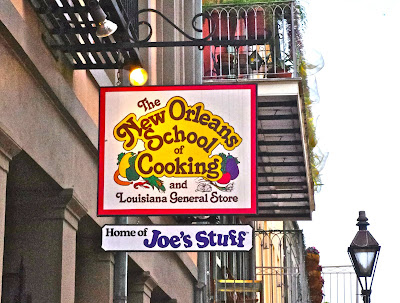 The
New Orleans
School
of
Cooking
and
Louisiana General Store
Home of Joe's Stuff